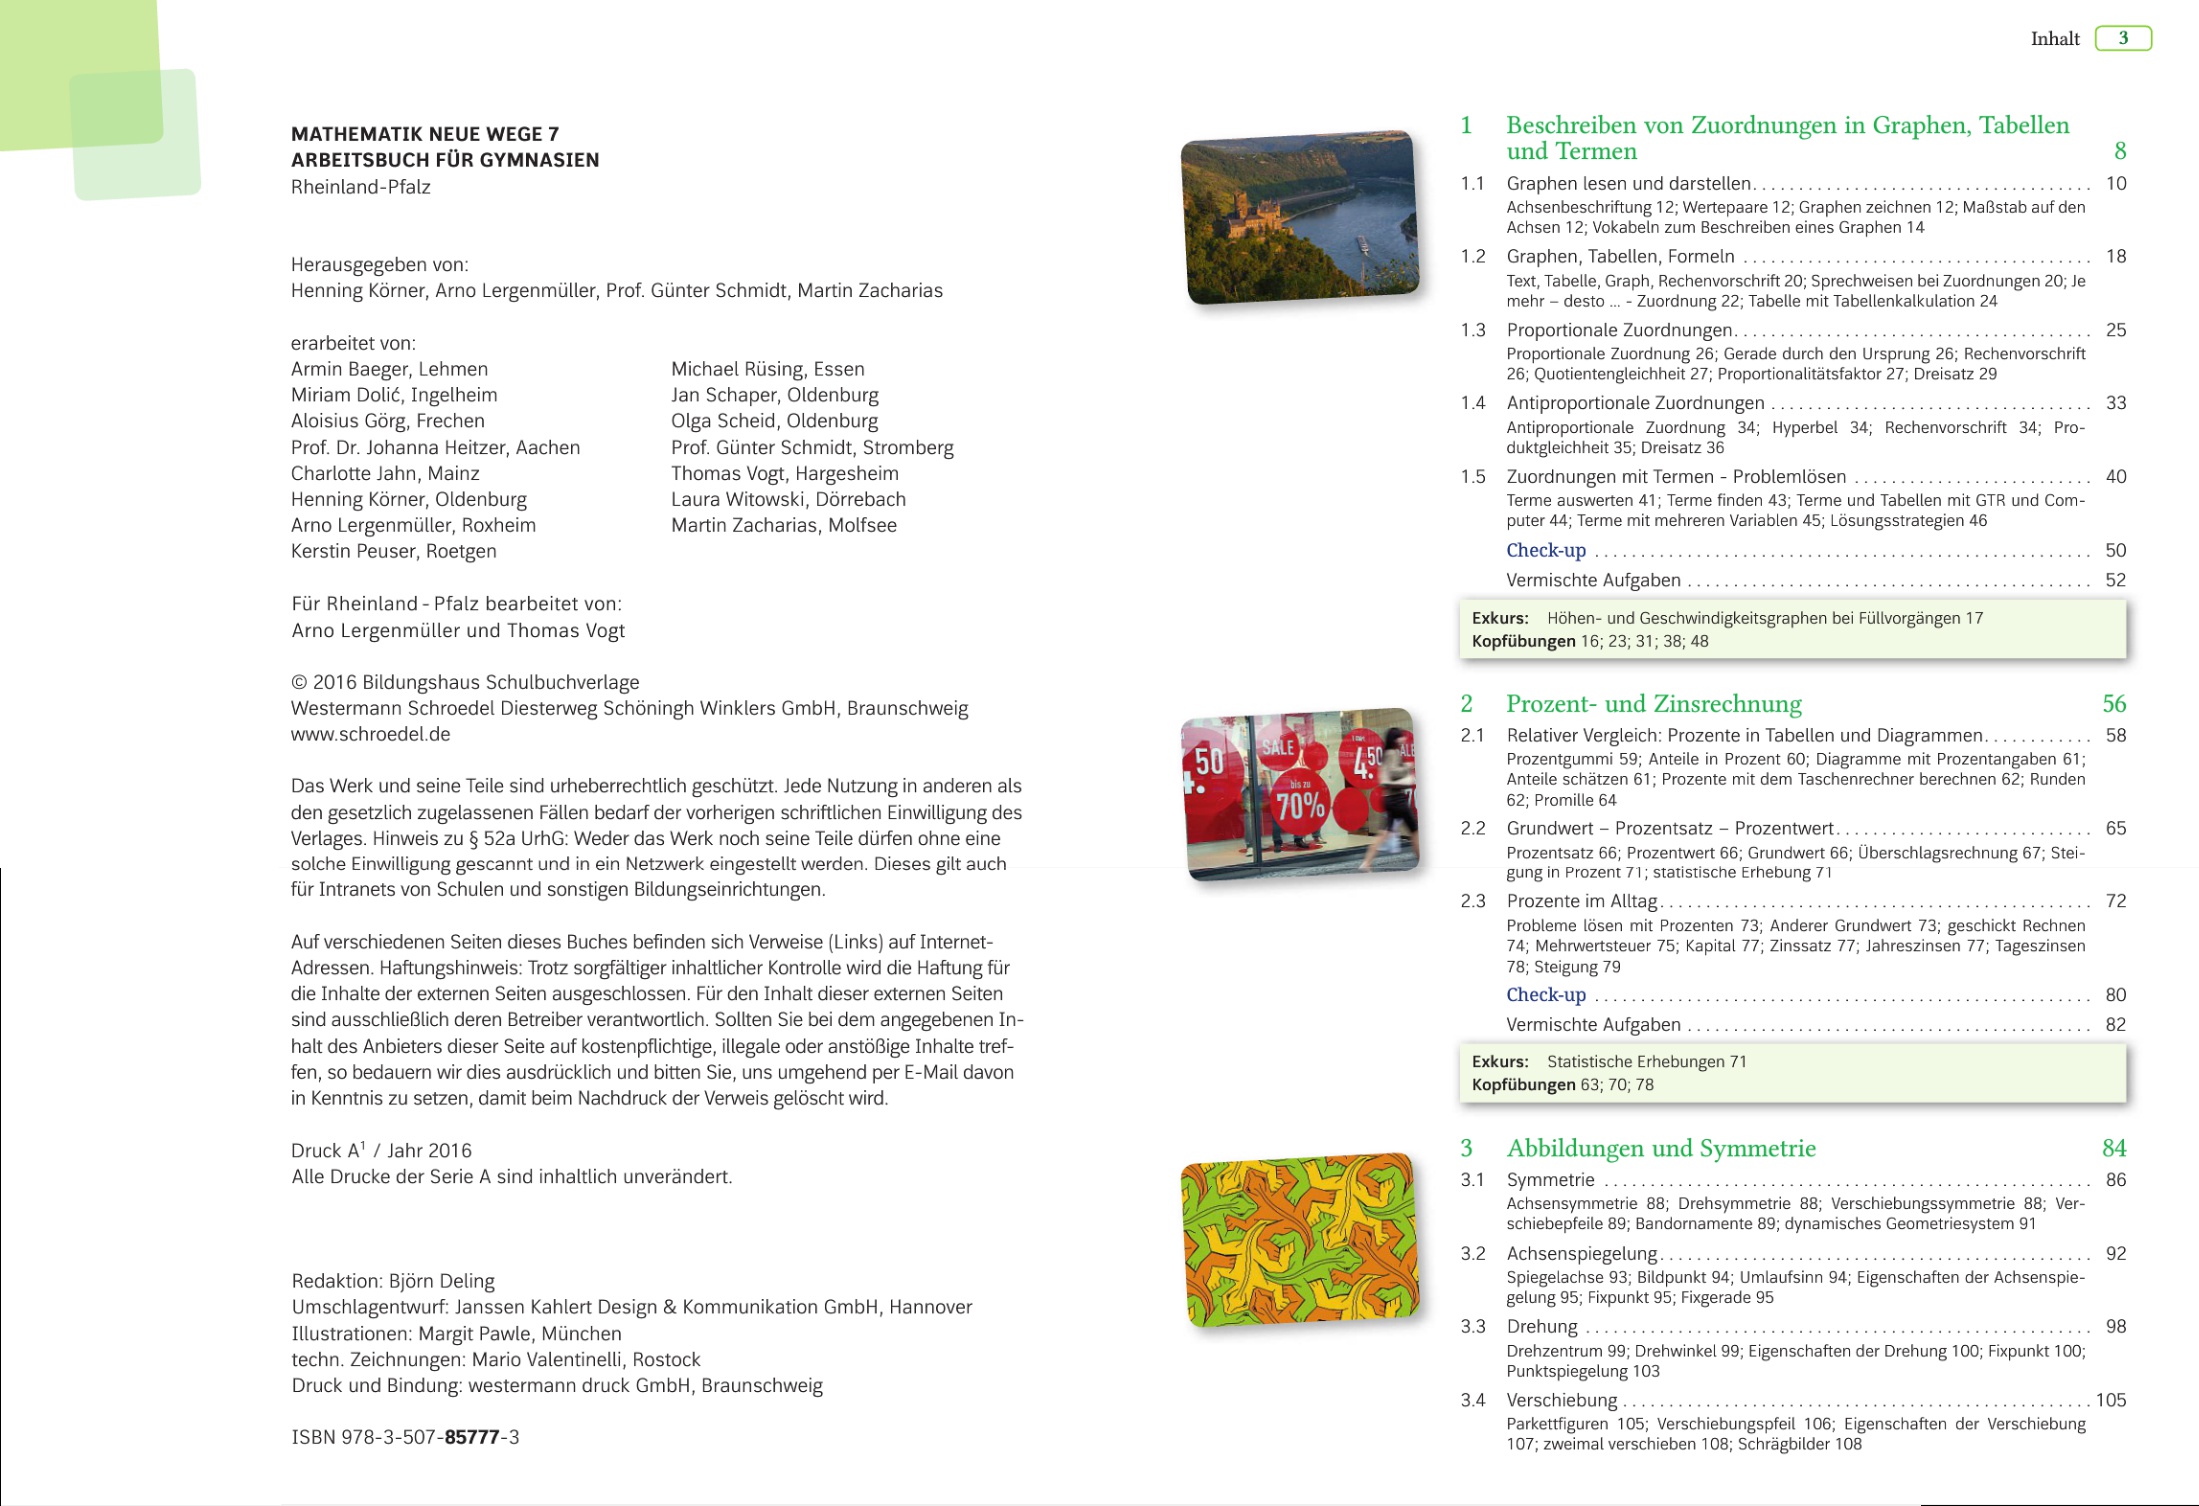 MATHEMATIK NEUE WEGE 7
ARBEITSBUCH FÜR GYMNASIEN
Rheinland-Pfalz
Herausgegeben von:
Henning Körner, Arno Lergenmüller, Prof. Günter Schmidt, Martin Zacharias
erarbeitet von:
Armin Baeger, Lehmen
Miriam Dolić, Ingelheim
Aloisius Görg, Frechen
Prof. Dr. Johanna Heitzer, Aachen
Charlotte Jahn, Mainz
Henning Körner, Oldenburg
Arno Lergenmüller, Roxheim
Kerstin Peuser, Roetgen
Michael Rüsing, Essen
Jan Schaper, Oldenburg
Olga Scheid, Oldenburg
Prof. Günter Schmidt, Stromberg
Thomas Vogt, Hargesheim
Laura Witowski, Dörrebach
Martin Zacharias, Molfsee
Für Rheinland - Pfalz bearbeitet von:
Arno Lergenmüller und Thomas Vogt
© 2016 Bildungshaus Schulbuchverlage
Westermann Schroedel Diesterweg Schöningh Winklers GmbH, Braunschweig
www.schroedel.de
Das Werk und seine Teile sind urheberrechtlich geschützt. Jede Nutzung in anderen als
den gesetzlich zugelassenen Fällen bedarf der vorherigen schriftlichen Einwilligung des
Verlages. Hinweis zu § 52a UrhG: Weder das Werk noch seine Teile dürfen ohne eine
solche Einwilligung gescannt und in ein Netzwerk eingestellt werden. Dieses gilt auch
für Intranets von Schulen und sonstigen Bildungseinrichtungen.
Auf verschiedenen Seiten dieses Buches befinden sich Verweise (Links) auf Internet-
Adressen. Haftungshinweis: Trotz sorgfältiger inhaltlicher Kontrolle wird die Haftung für
die Inhalte der externen Seiten ausgeschlossen. Für den Inhalt dieser externen Seiten
sind ausschließlich deren Betreiber verantwortlich. Sollten Sie bei dem angegebenen In-
halt des Anbieters dieser Seite auf kostenpflichtige, illegale oder anstößige Inhalte tref-
fen, so bedauern wir dies ausdrücklich und bitten Sie, uns umgehend per E-Mail davon
in Kenntnis zu setzen, damit beim Nachdruck der Verweis gelöscht wird.
Druck A¹ / Jahr 2016
Alle Drucke der Serie A sind inhaltlich unverändert.
Redaktion: Björn Deling
Umschlagentwurf: Janssen Kahlert Design & Kommunikation GmbH, Hannover
Illustrationen: Margit Pawle, München
techn. Zeichnungen: Mario Valentinelli, Rostock
Druck und Bindung: westermann druck GmbH, Braunschweig
ISBN 978-3-507-85777-3
Inhalt 3
1 Beschreiben von Zuordnungen in Graphen, Tabellen
und Termen 8
1.1 Graphen lesen und darstellen 10
Achsenbeschriftung 12; Wertepaare 12; Graphen zeichnen 12; Maßstab auf den
Achsen 12; Vokabeln zum Beschreiben eines Graphen 14
1.2 Graphen, Tabellen, Formeln 18
Text, Tabelle, Graph, Rechenvorschrift 20; Sprechweisen bei Zuordnungen 20; Je
mehr – desto ... - Zuordnung 22; Tabelle mit Tabellenkalkulation 24
1.3 Proportionale Zuordnungen 25
Proportionale Zuordnung 26; Gerade durch den Ursprung 26; Rechenvorschrift
26; Quotientengleichheit 27; Proportionalitätsfaktor 27; Dreisatz 29
1.4 Antiproportionale Zuordnungen 33
Antiproportionale Zuordnung 34; Hyperbel 34; Rechenvorschrift 34; Pro-
duktgleichheit 35; Dreisatz 36
1.5 Zuordnungen mit Termen - Problemlösen 40
Terme auswerten 41; Terme finden 43; Terme und Tabellen mit GTR und Com-
puter 44; Terme mit mehreren Variablen 45; Lösungsstrategien 46
Check-up 50
Vermischte Aufgaben 52
Exkurs: Höhen- und Geschwindigkeitsgraphen bei Füllvorgängen 17
Kopfübungen 16; 23; 31; 38; 48
SALE
50
4.50
bis zu
70%
2 Prozent- und Zinsrechnung 56
2.1 Relativer Vergleich: Prozente in Tabellen und Diagrammen 58
Prozentgummi 59; Anteile in Prozent 60; Diagramme mit Prozentangaben 61;
Anteile schätzen 61; Prozente mit dem Taschenrechner berechnen 62; Runden
62; Promille 64
2.2 Grundwert – Prozentsatz – Prozentwert 65
Prozentsatz 66; Prozentwert 66; Grundwert 66; Überschlagsrechnung 67; Stei-
gung in Prozent 71; statistische Erhebung 71
2.3 Prozente im Alltag 72
Probleme lösen mit Prozenten 73; Anderer Grundwert 73; geschickt Rechnen
74; Mehrwertsteuer 75; Kapital 77; Zinssatz 77; Jahreszinsen 77; Tageszinsen
78; Steigung 79
Check-up 80
Vermischte Aufgaben 82
Exkurs: Statistische Erhebungen 71
Kopfübungen 63; 70; 78
3 Abbildungen und Symmetrie 84
3.1 Symmetrie 86
Achsensymmetrie 88; Drehsymmetrie 88; Verschiebungssymmetrie 88; Ver-
schiebepfeile 89; Bandornamente 89; dynamisches Geometriesystem 91
3.2 Achsenspiegelung 92
Spiegelachse 93; Bildpunkt 94; Umlaufsinn 94; Eigenschaften der Achsenspie-
gelung 95; Fixpunkt 95; Fixgerade 95
3.3 Drehung 98
Drehzentrum 99; Drehwinkel 99; Eigenschaften der Drehung 100; Fixpunkt 100;
Punktspiegelung 103
3.4 Verschiebung 105
Parkettfiguren 105; Verschiebungspfeil 106; Eigenschaften der Verschiebung
107; zweimal verschieben 108; Schrägbilder 108